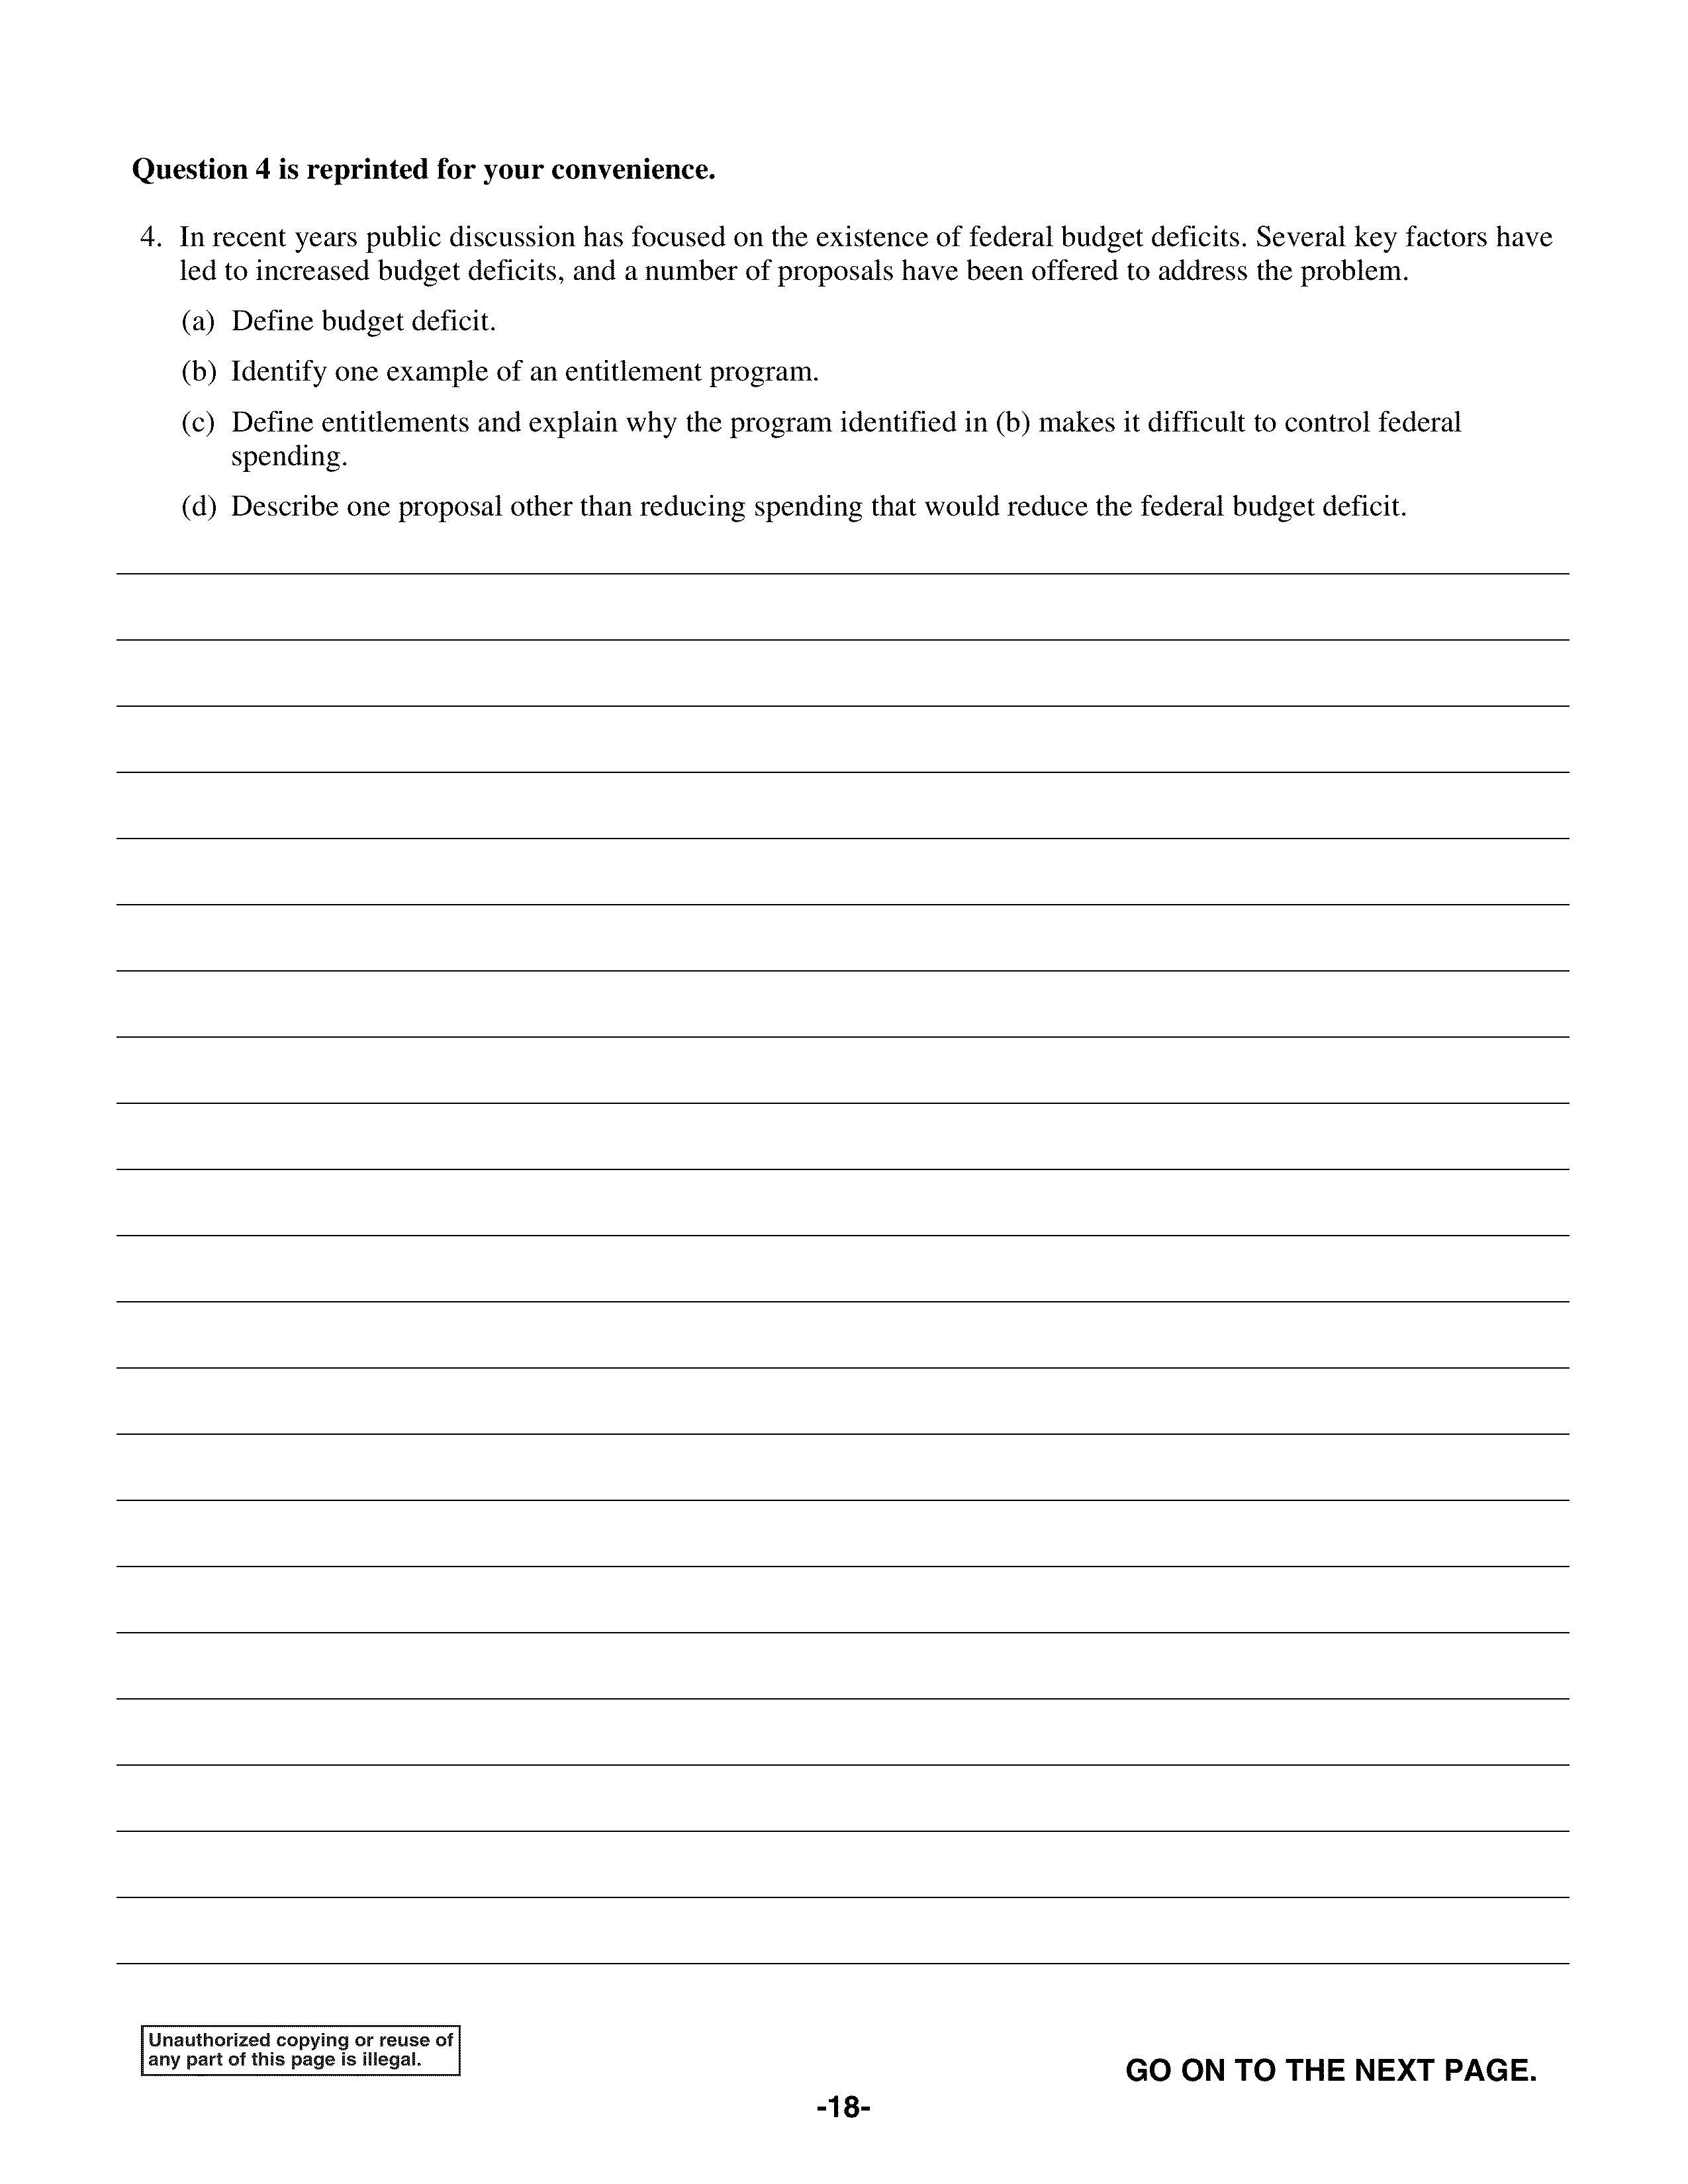 Question 4 is reprinted for your convenience.
4. In recent years public discussion has focused on the existence of federal budget deficits. Several key factors have
led to increased budget deficits, and a number of proposals have been offered to address the problem.
(a) Define budget deficit.
(b) Identify one example of an entitlement program.
(c) Define entitlements and explain why the program identified in (b) makes it difficult to control federal
spending.
(d) Describe one proposal other than reducing spending that would reduce the federal budget deficit.
Unauthorized copying or reuse of
any part of this page is illegal.
GO ON TO THE NEXT PAGE.
-18-